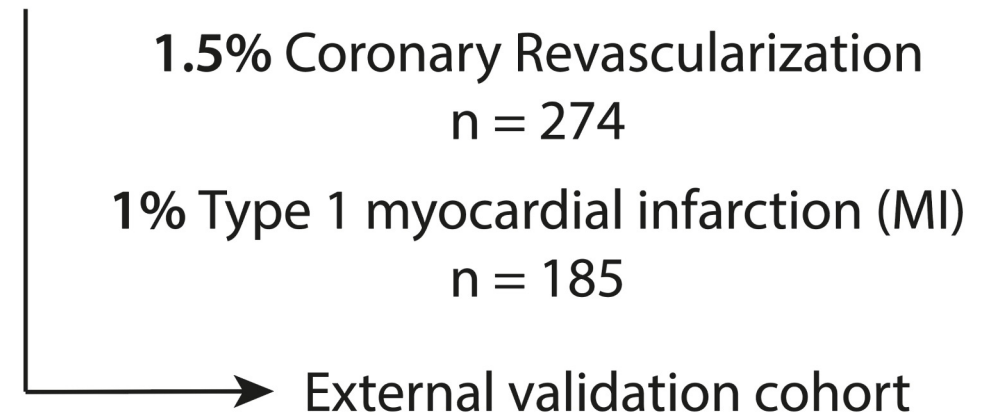 1.5% Coronary Revascularization
n = 274
1% Type 1 myocardial infarction (MI)
n = 185
External validation cohort